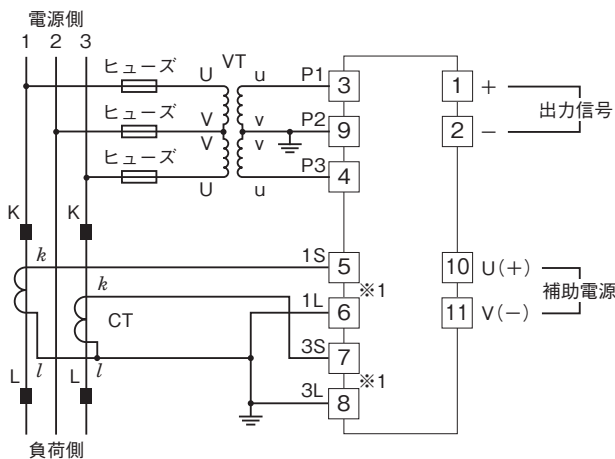 電源側
1 2 3
ヒューズ U VT u P1 3 1 +
出力信号
ヒューズ V v P2 9 2 −
ヒューズ V v
U u P3 4
K K
k 1S 5 10 U(+)
※1 補助電源
k 1L 6 11 V(−)
CT 3S 7
l l ※1
L L 3L 8
負荷側